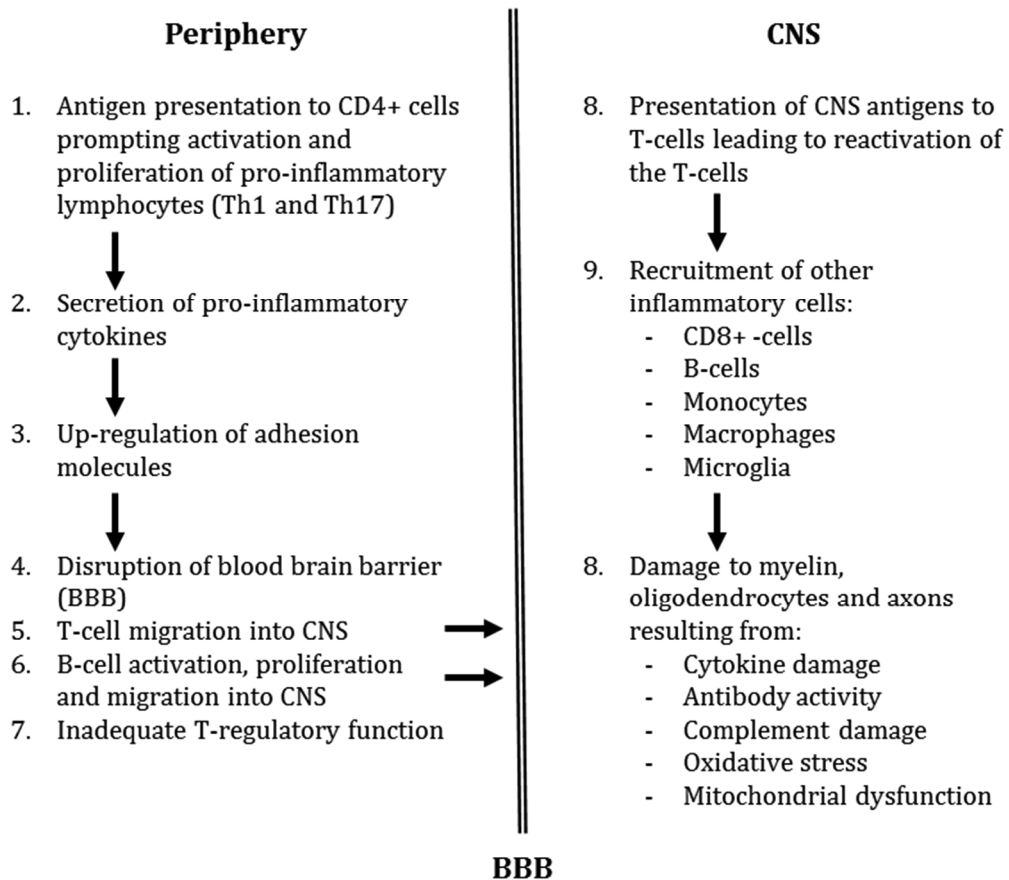 Periphery
1. Antigen presentation to CD4+ cells
prompting activation and
proliferation of pro-inflammatory
lymphocytes (Th1 and Th17)
2. Secretion of pro-inflammatory
cytokines
3. Up-regulation of adhesion
molecules
4. Disruption of blood brain barrier
(BBB)
5. T-cell migration into CNS
6. B-cell activation, proliferation
and migration into CNS
7. Inadequate T-regulatory function
CNS
8. Presentation of CNS antigens to
T-cells leading to reactivation of
the T-cells
9. Recruitment of other
inflammatory cells:
- CD8+ -cells
- B-cells
- Monocytes
- Macrophages
- Microglia
8. Damage to myelin,
oligodendrocytes and axons
resulting from:
- Cytokine damage
- Antibody activity
- Complement damage
- Oxidative stress
- Mitochondrial dysfunction
BBB